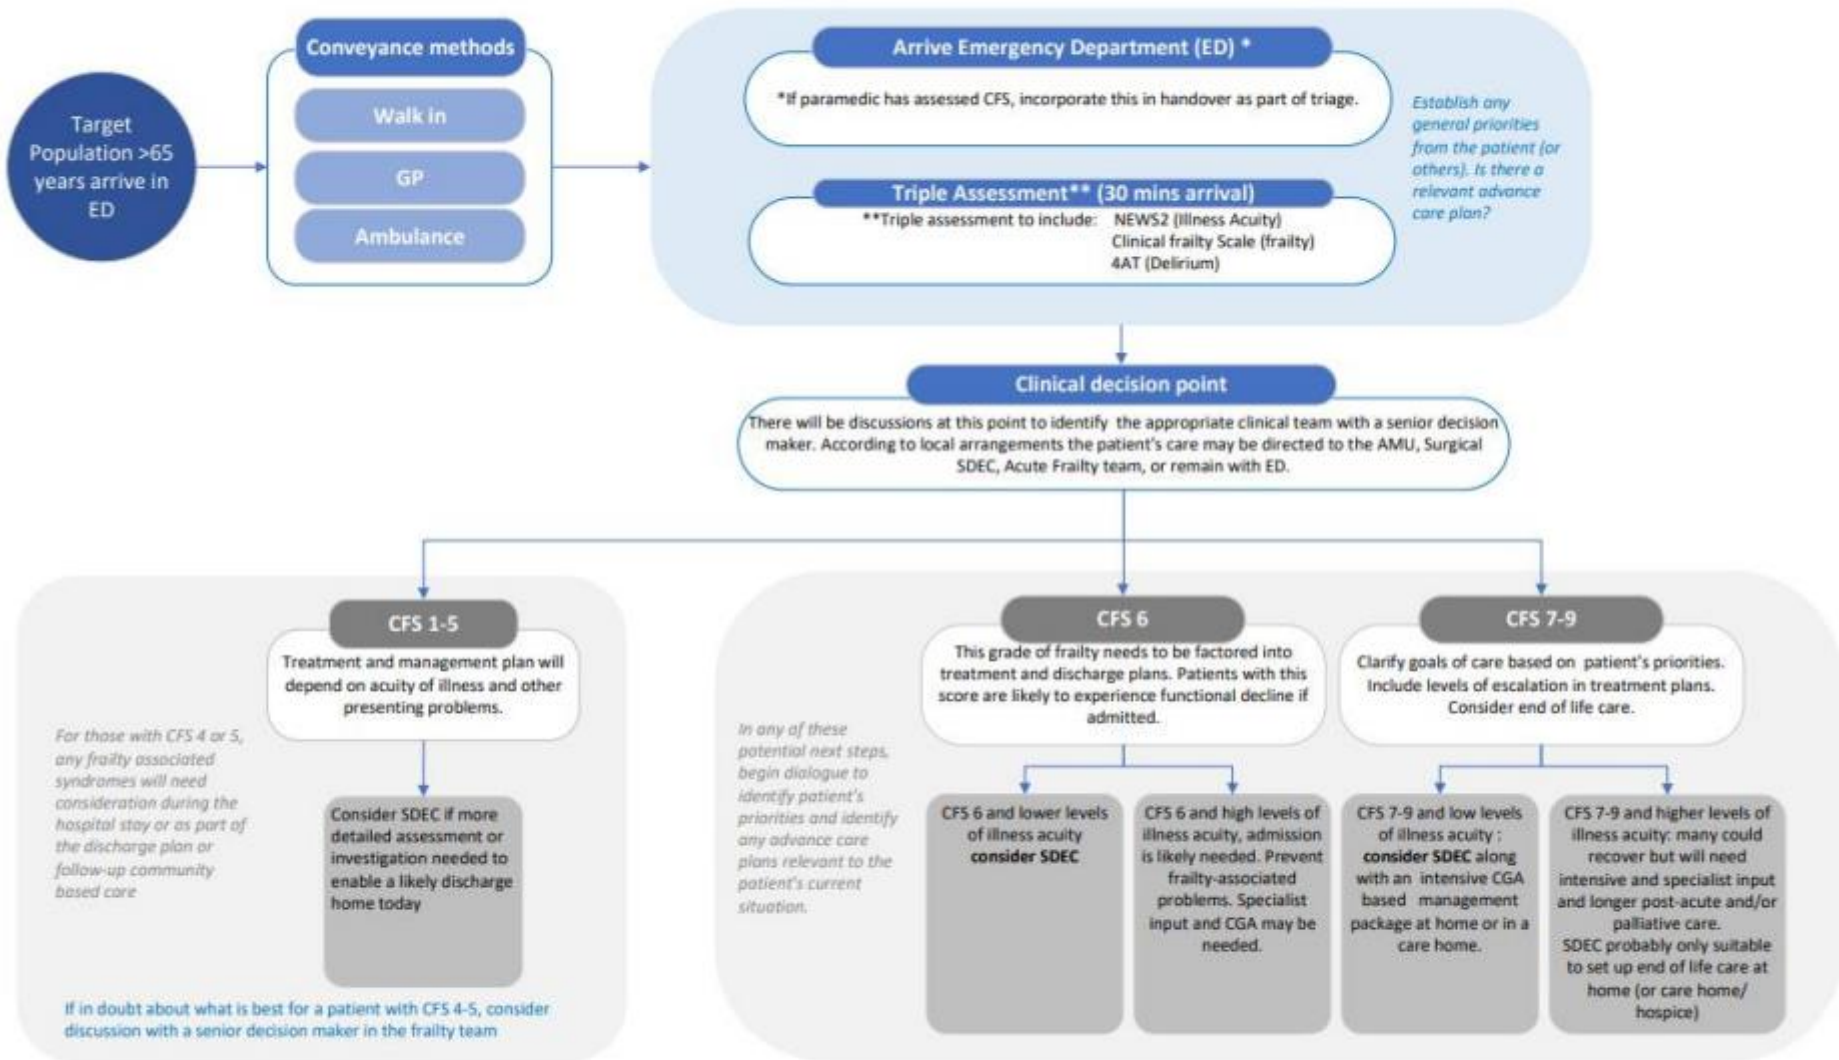 Target
Population >65
years arrive in
ED
Conveyance methods
Walk in
GP
Ambulance
Arrive Emergency Department (ED) *
*If paramedic has assessed CFS, incorporate this in handover as part of triage.
Triple Assessment** (30 mins arrival)
**Triple assessment to include: NEWS2 (Illness Acuity)
Clinical frailty Scale (frailty)
4AT (Delirium)
Establish any
general priorities
from the patient (or
others). Is there a
relevant advance
care plan?
Clinical decision point
There will be discussions at this point to identify the appropriate clinical team with a senior decision
maker. According to local arrangements the patient's care may be directed to the AMU, Surgical
SDEC, Acute Frailty team, or remain with ED.
CFS 1-5
Treatment and management plan will
depend on acuity of illness and other
presenting problems.
For those with CFS 4 or 5,
any frailty associated
syndromes will need
consideration during the
hospital stay or as part of
the discharge plan or
follow-up community
based care
Consider SDEC if more
detailed assessment or
investigation needed to
enable a likely discharge
home today
If in doubt about what is best for a patient with CFS 4-5, consider
discussion with a senior decision maker in the frailty team
CFS 6
This grade of frailty needs to be factored into
treatment and discharge plans. Patients with this
score are likely to experience functional decline if
admitted.
CFS 7-9
Clarify goals of care based on patient's priorities.
Include levels of escalation in treatment plans.
Consider end of life care.
In any of these
potential next steps,
begin dialogue to
identify patient's
priorities and identify
any advance care
plans relevant to the
patient's current
situation.
CFS 6 and lower levels
of illness acuity
consider SDEC
CFS 6 and high levels of
illness acuity, admission
is likely needed. Prevent
frailty-associated
problems. Specialist
input and CGA may be
needed.
CFS 7-9 and low levels
of illness acuity :
consider SDEC along
with an intensive CGA
based management
package at home or in a
care home.
CFS 7-9 and higher levels of
illness acuity: many could
recover but will need
intensive and specialist input
and longer post-acute and/or
palliative care.
SDEC probably only suitable
to set up end of life care at
home (or care home/
hospice)